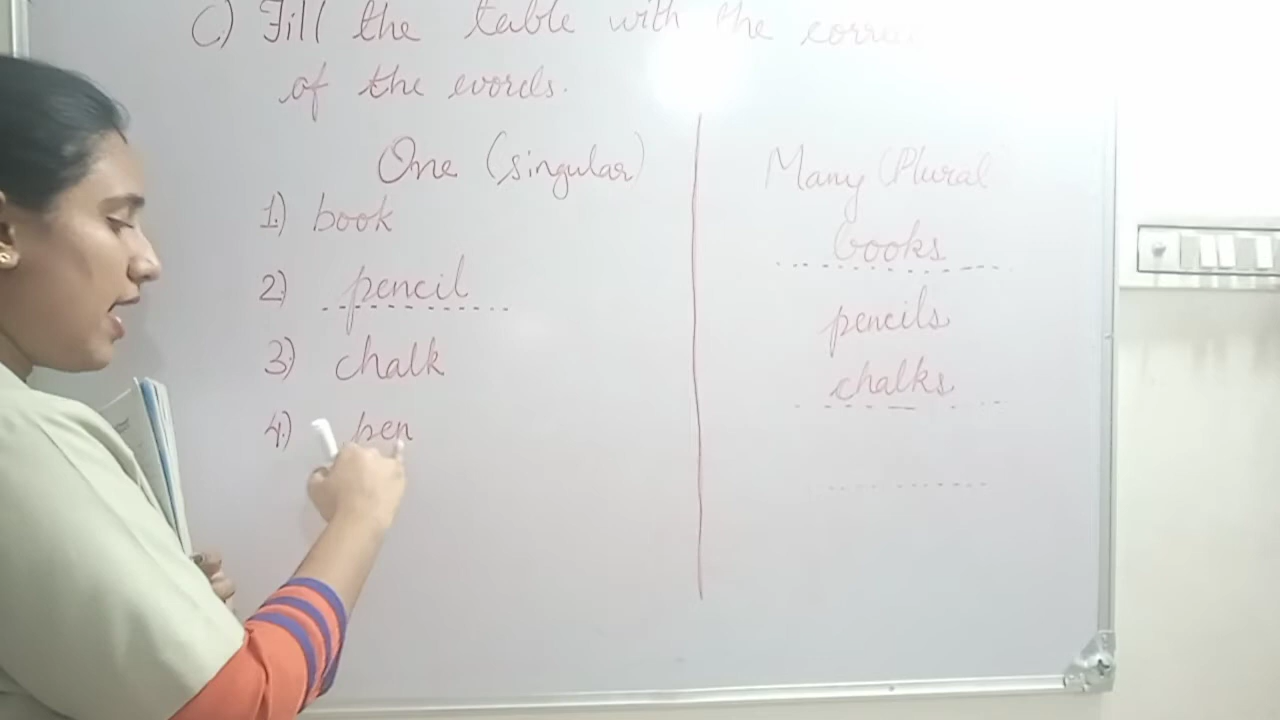 C.) Fill the table with the
of the words.
One (singular) Many (Plural)
1.) book books
2.) pencil pencils
3.) chalk chalks
4.) pen